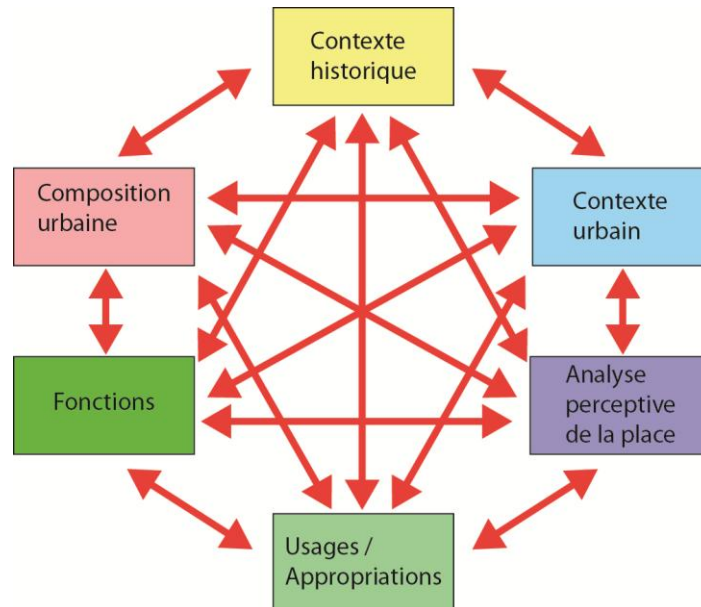 Contexte
historique
Composition
urbaine
Contexte
urbain
Fonctions
Analyse
perceptive
de la place
Usages /
Appropriations